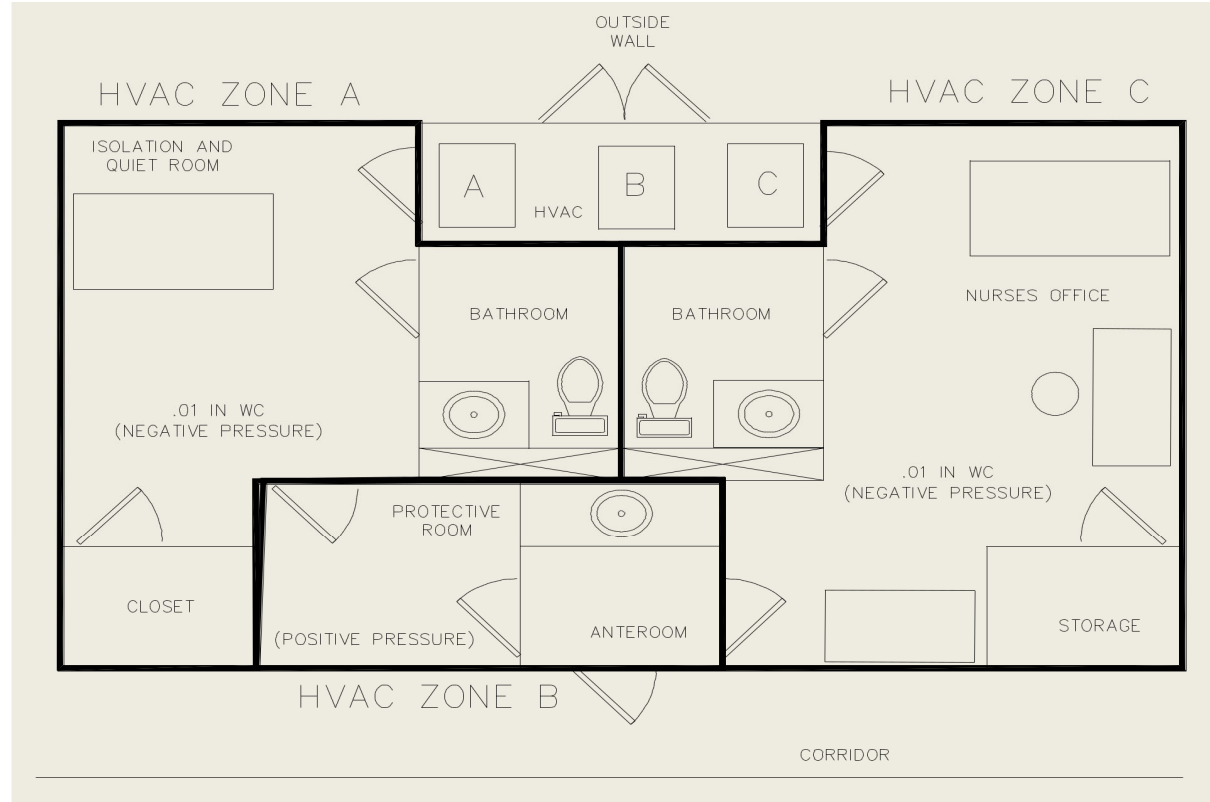 OUTSIDE
WALL
HVAC ZONE A
HVAC ZONE C
ISOLATION AND
QUIET ROOM
A
B
C
HVAC
NURSES OFFICE
BATHROOM
BATHROOM
.01 IN WC
(NEGATIVE PRESSURE)
.01 IN WC
(NEGATIVE PRESSURE)
PROTECTIVE
ROOM
CLOSET
(POSITIVE PRESSURE)
ANTEROOM
STORAGE
HVAC ZONE B
CORRIDOR